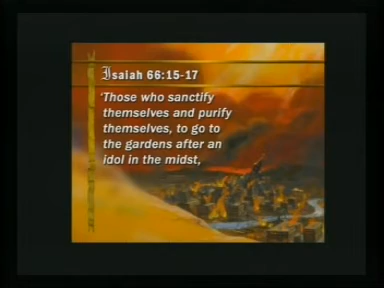 Isaiah 66:15-17
'Those who sanctify
themselves and purify
themselves, to go to
the gardens after an
idol in the midst,